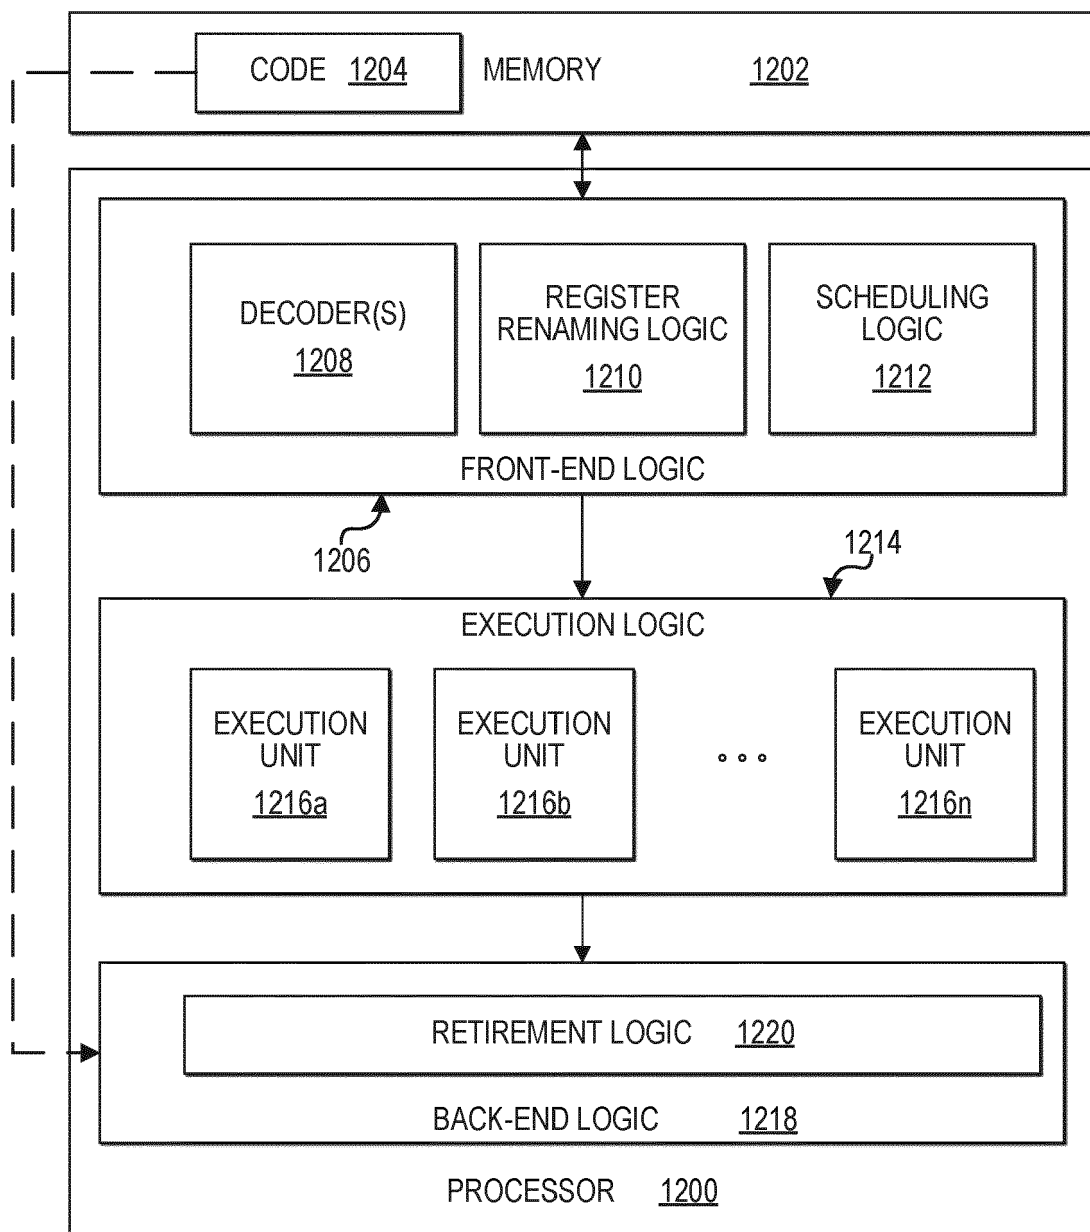 CODE 1204 MEMORY 1202
DECODER(S)
1208
REGISTER
RENAMING LOGIC
1210
SCHEDULING
LOGIC
1212
FRONT-END LOGIC
1206
1214
EXECUTION LOGIC
EXECUTION
UNIT
1216a
EXECUTION
UNIT
1216b
EXECUTION
UNIT
1216n
RETIREMENT LOGIC 1220
BACK-END LOGIC 1218
PROCESSOR 1200